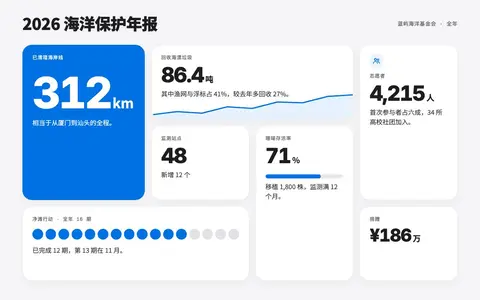 2026 海洋保护年报
蓝屿海洋基金会 · 全年
已清理海岸线
312km
相当于从厦门到汕头的全程。
回收海漂垃圾
86.4吨
其中渔网与浮标占 41%，较去年多回收 27%。
志愿者
4,215人
首次参与者占六成，34 所
高校社团加入。
监测站点
48
新增 12 个
珊瑚存活率
71%
移植 1,800 株，监测满 12
个月。
净滩行动 · 全年 16 期
已完成 12 期，第 13 期在 11 月。
捐赠
¥186万